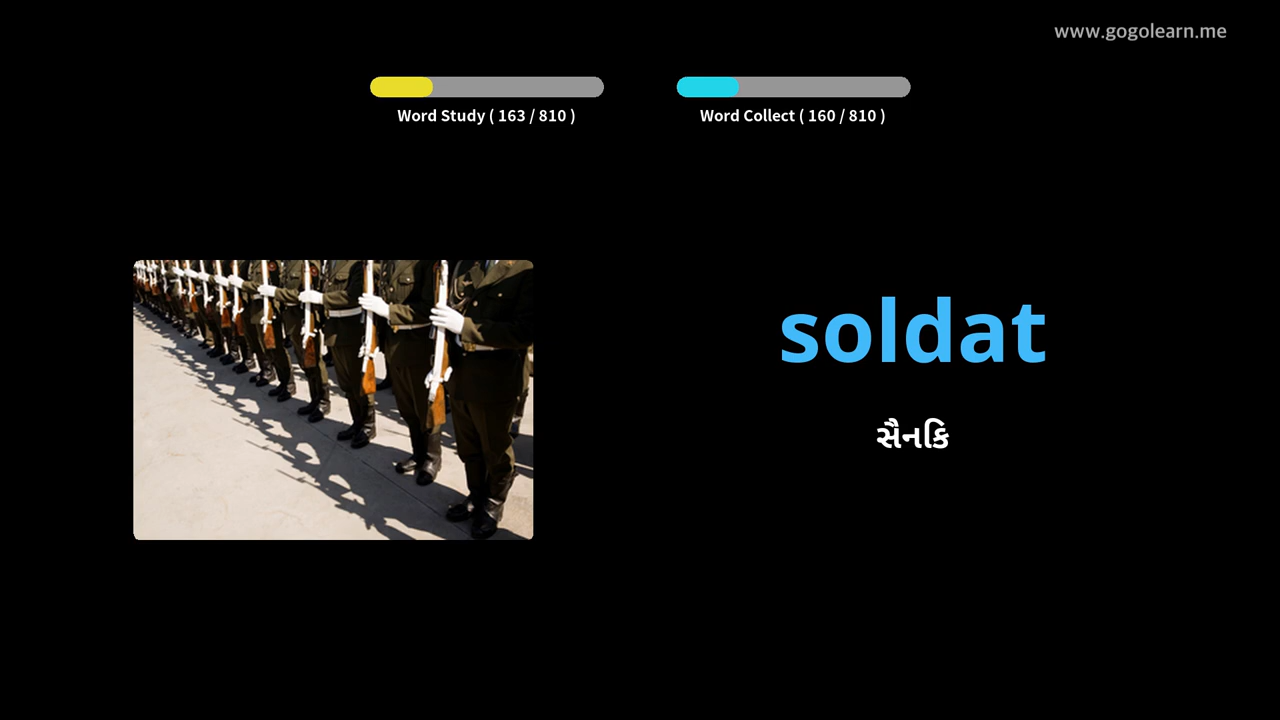 www.gogolearn.me
Word Study ( 163 / 810 )
Word Collect ( 160 / 810 )
soldat
સૈનિક